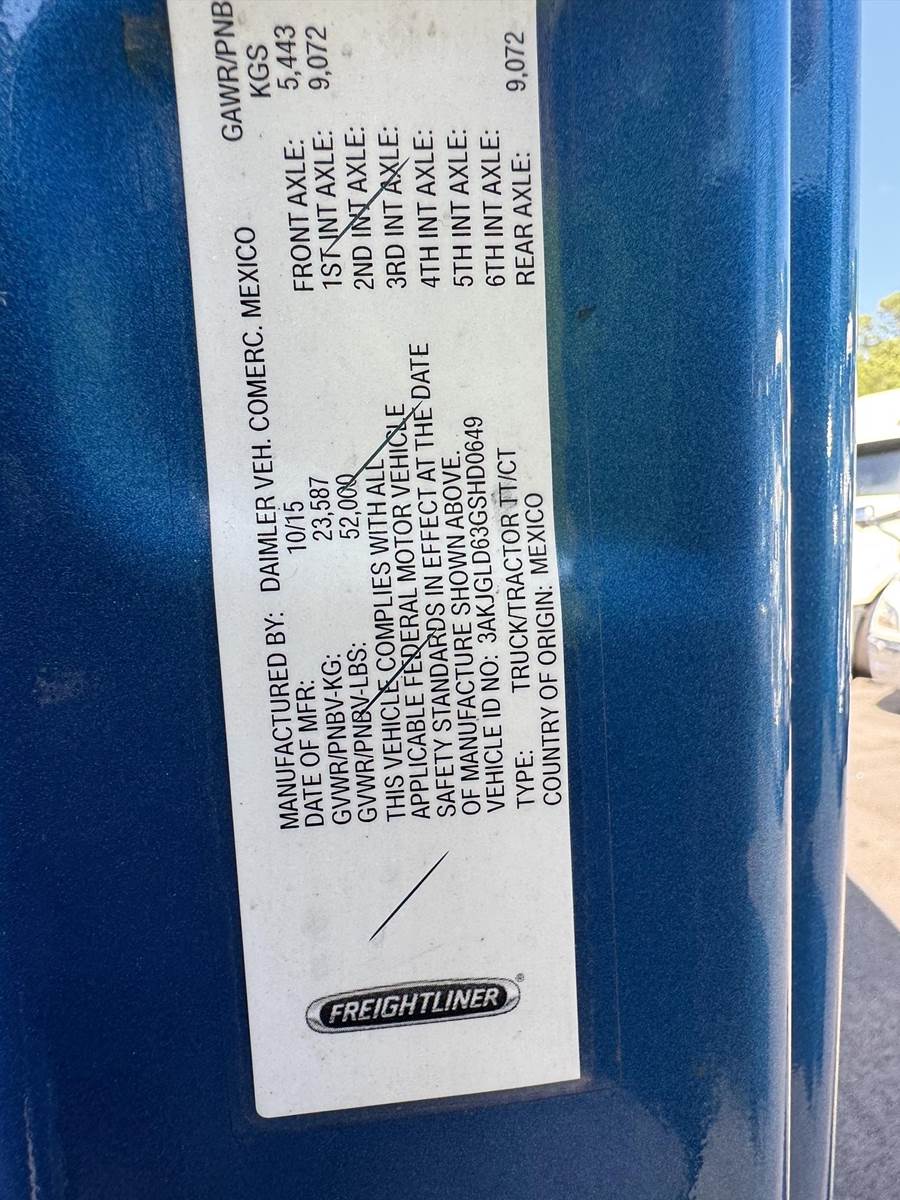 FREIGHTLINER®
MANUFACTURED BY: DAIMLER VEH. COMERC. MEXICO
DATE OF MFR: 10/15
GVWR/PNBV-KG: 23,587
GVWR/PNBV-LBS: 52,000
THIS VEHICLE COMPLIES WITH ALL
APPLICABLE FEDERAL MOTOR VEHICLE
SAFETY STANDARDS IN EFFECT AT THE DATE
OF MANUFACTURE SHOWN ABOVE.
VEHICLE ID NO: 3AKJGLD63GSHD0649
TYPE: TRUCK/TRACTOR TT/CT
COUNTRY OF ORIGIN: MEXICO
GAWR/PNB
KGS
FRONT AXLE: 5,443
1ST INT AXLE: 9,072
2ND INT AXLE:
3RD INT AXLE:
4TH INT AXLE:
5TH INT AXLE:
6TH INT AXLE:
REAR AXLE: 9,072